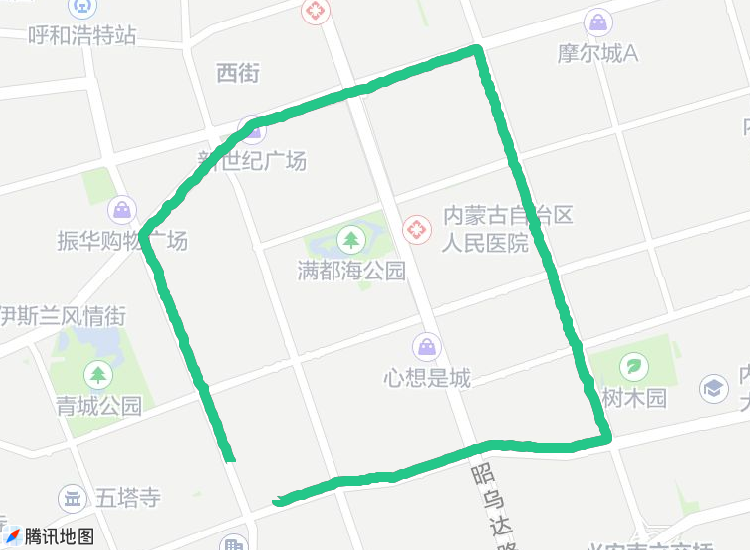 呼和浩特站
摩尔城A
西街
新世纪广场
振华购物广场
内蒙古自治区
人民医院
满都海公园
伊斯兰风情街
心想是城
青城公园
树木园
五塔寺
昭乌达路
腾讯地图